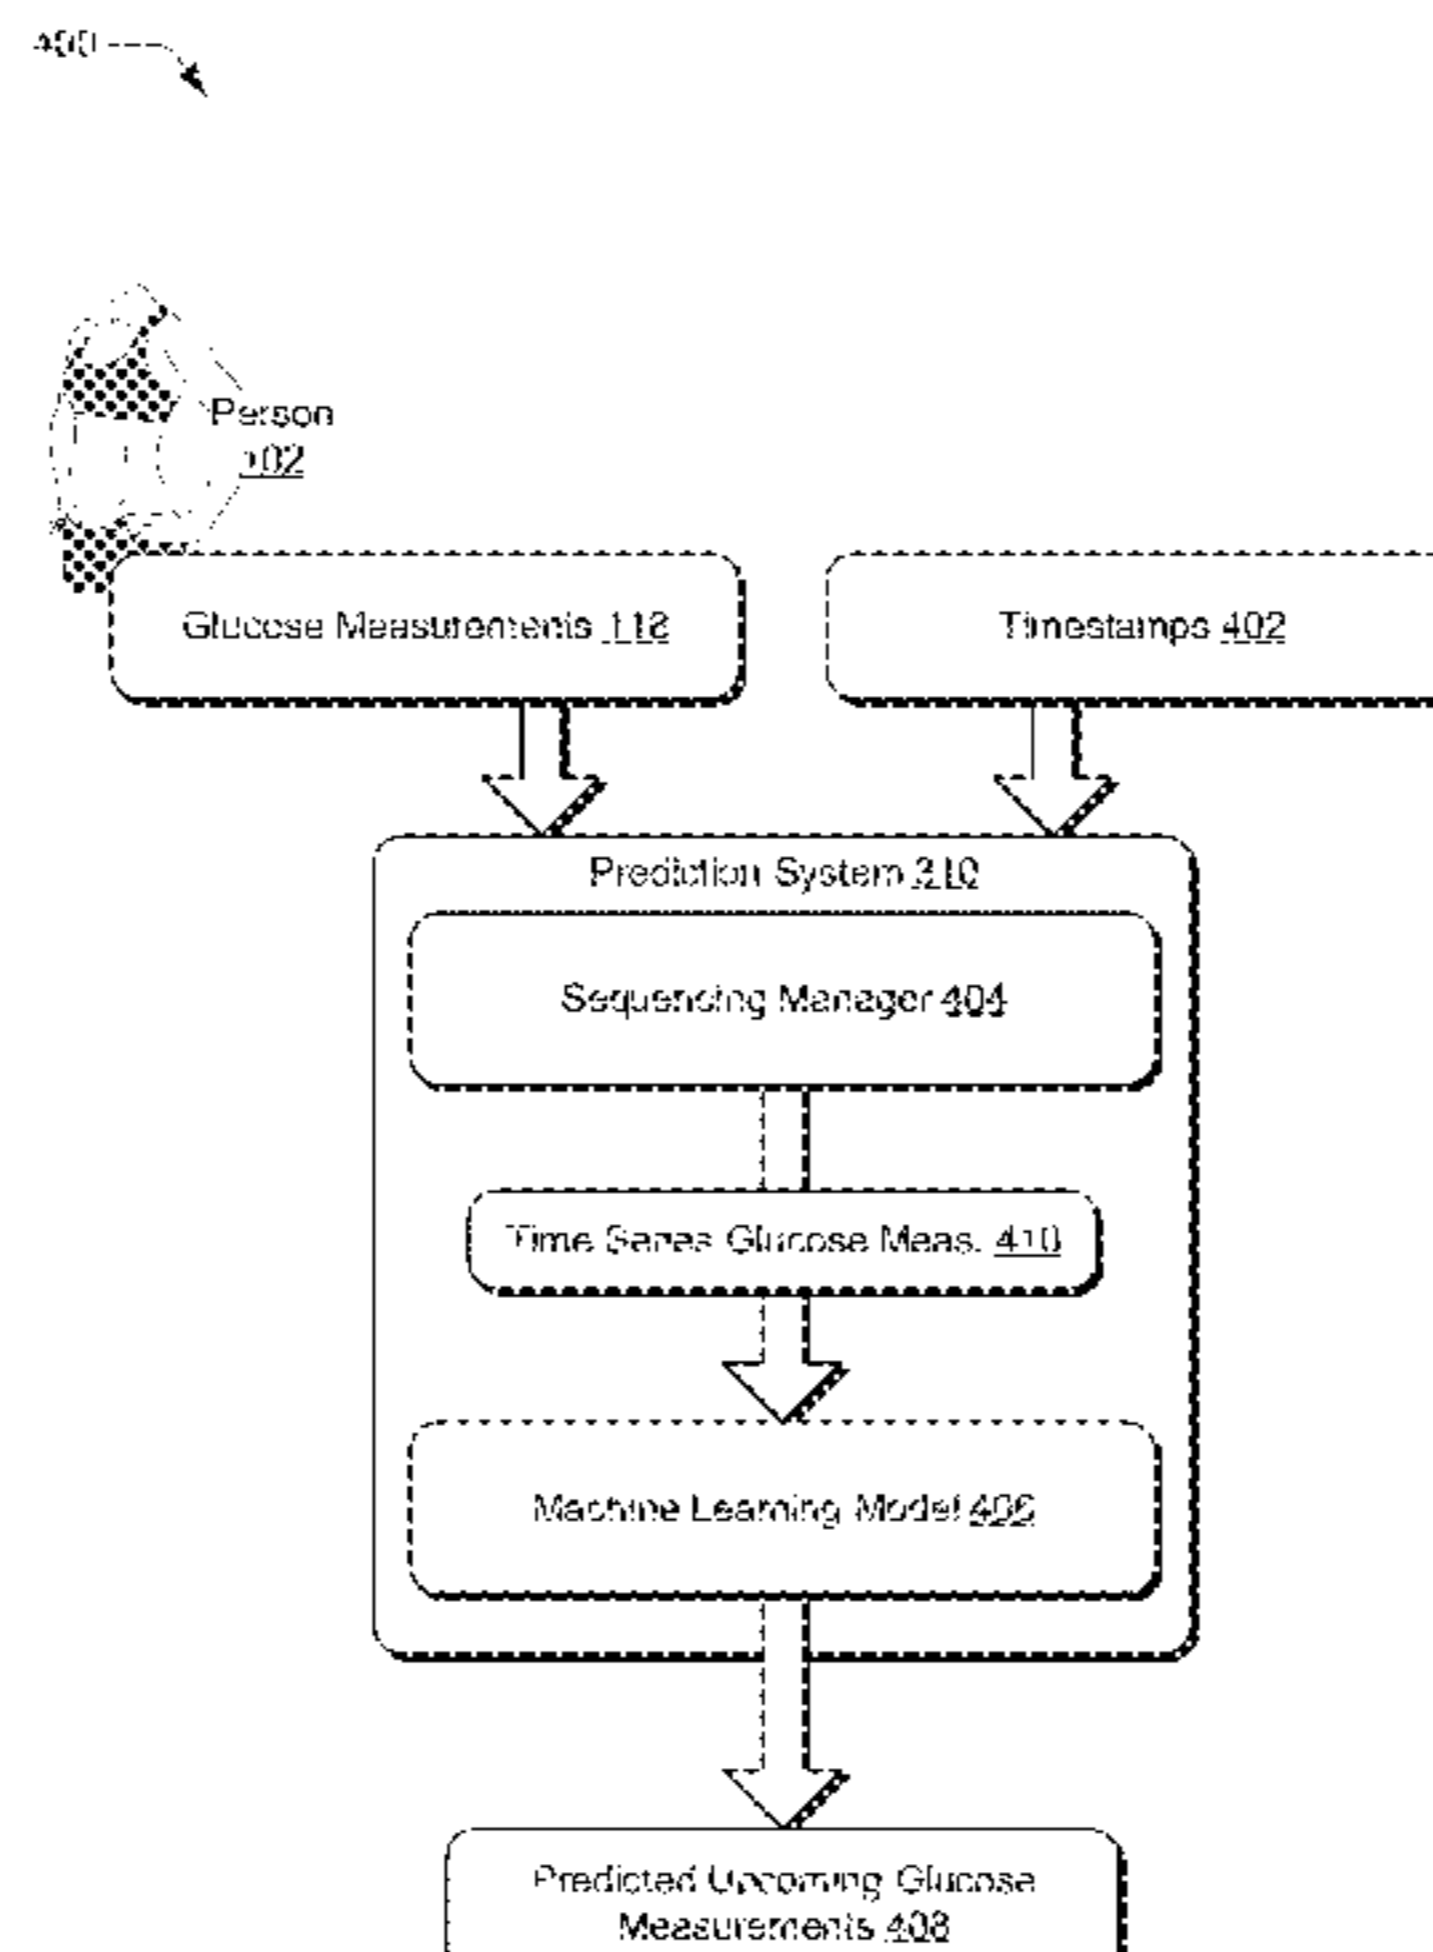 400
Person
102
Glucose Measurements 118
Timestamps 402
Prediction System 310
Sequencing Manager 404
Time Series Glucose Meas. 410
Machine Learning Model 406
Predicted Upcoming Glucose
Measurements 408